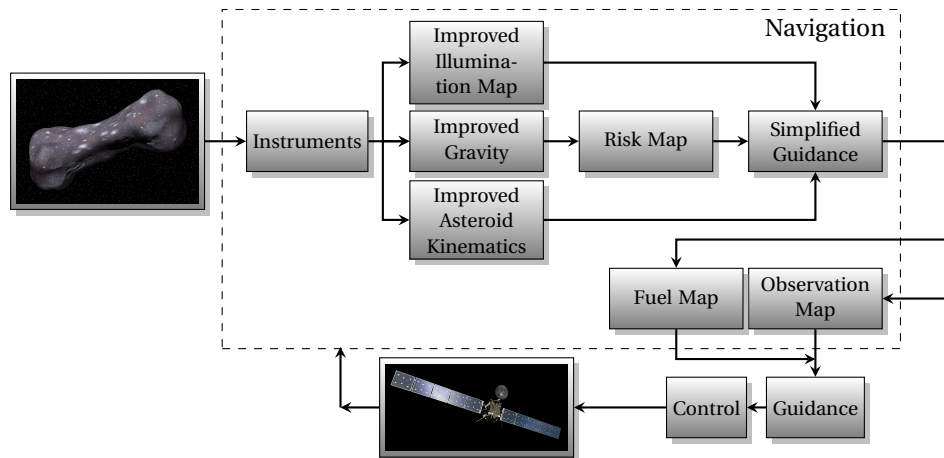 Navigation
Improved
Illumina-
tion Map
Instruments
Improved
Gravity
Risk Map
Simplified
Guidance
Improved
Asteroid
Kinematics
Fuel Map
Observation
Map
Control
Guidance